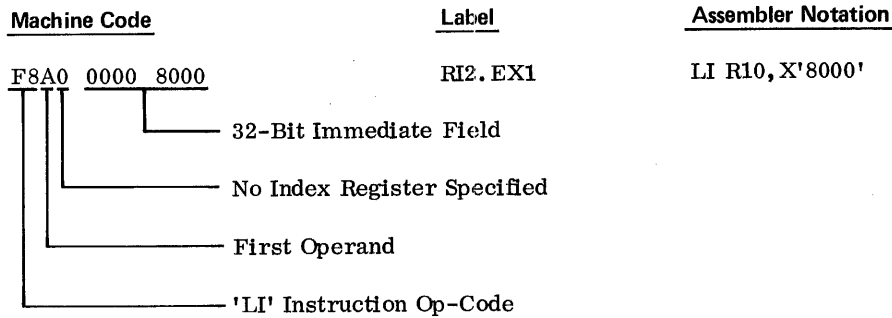 Machine Code Label Assembler Notation
F8A0 0000 8000 RI2.EX1 LI R10,X'8000'
32-Bit Immediate Field
No Index Register Specified
First Operand
'LI' Instruction Op-Code